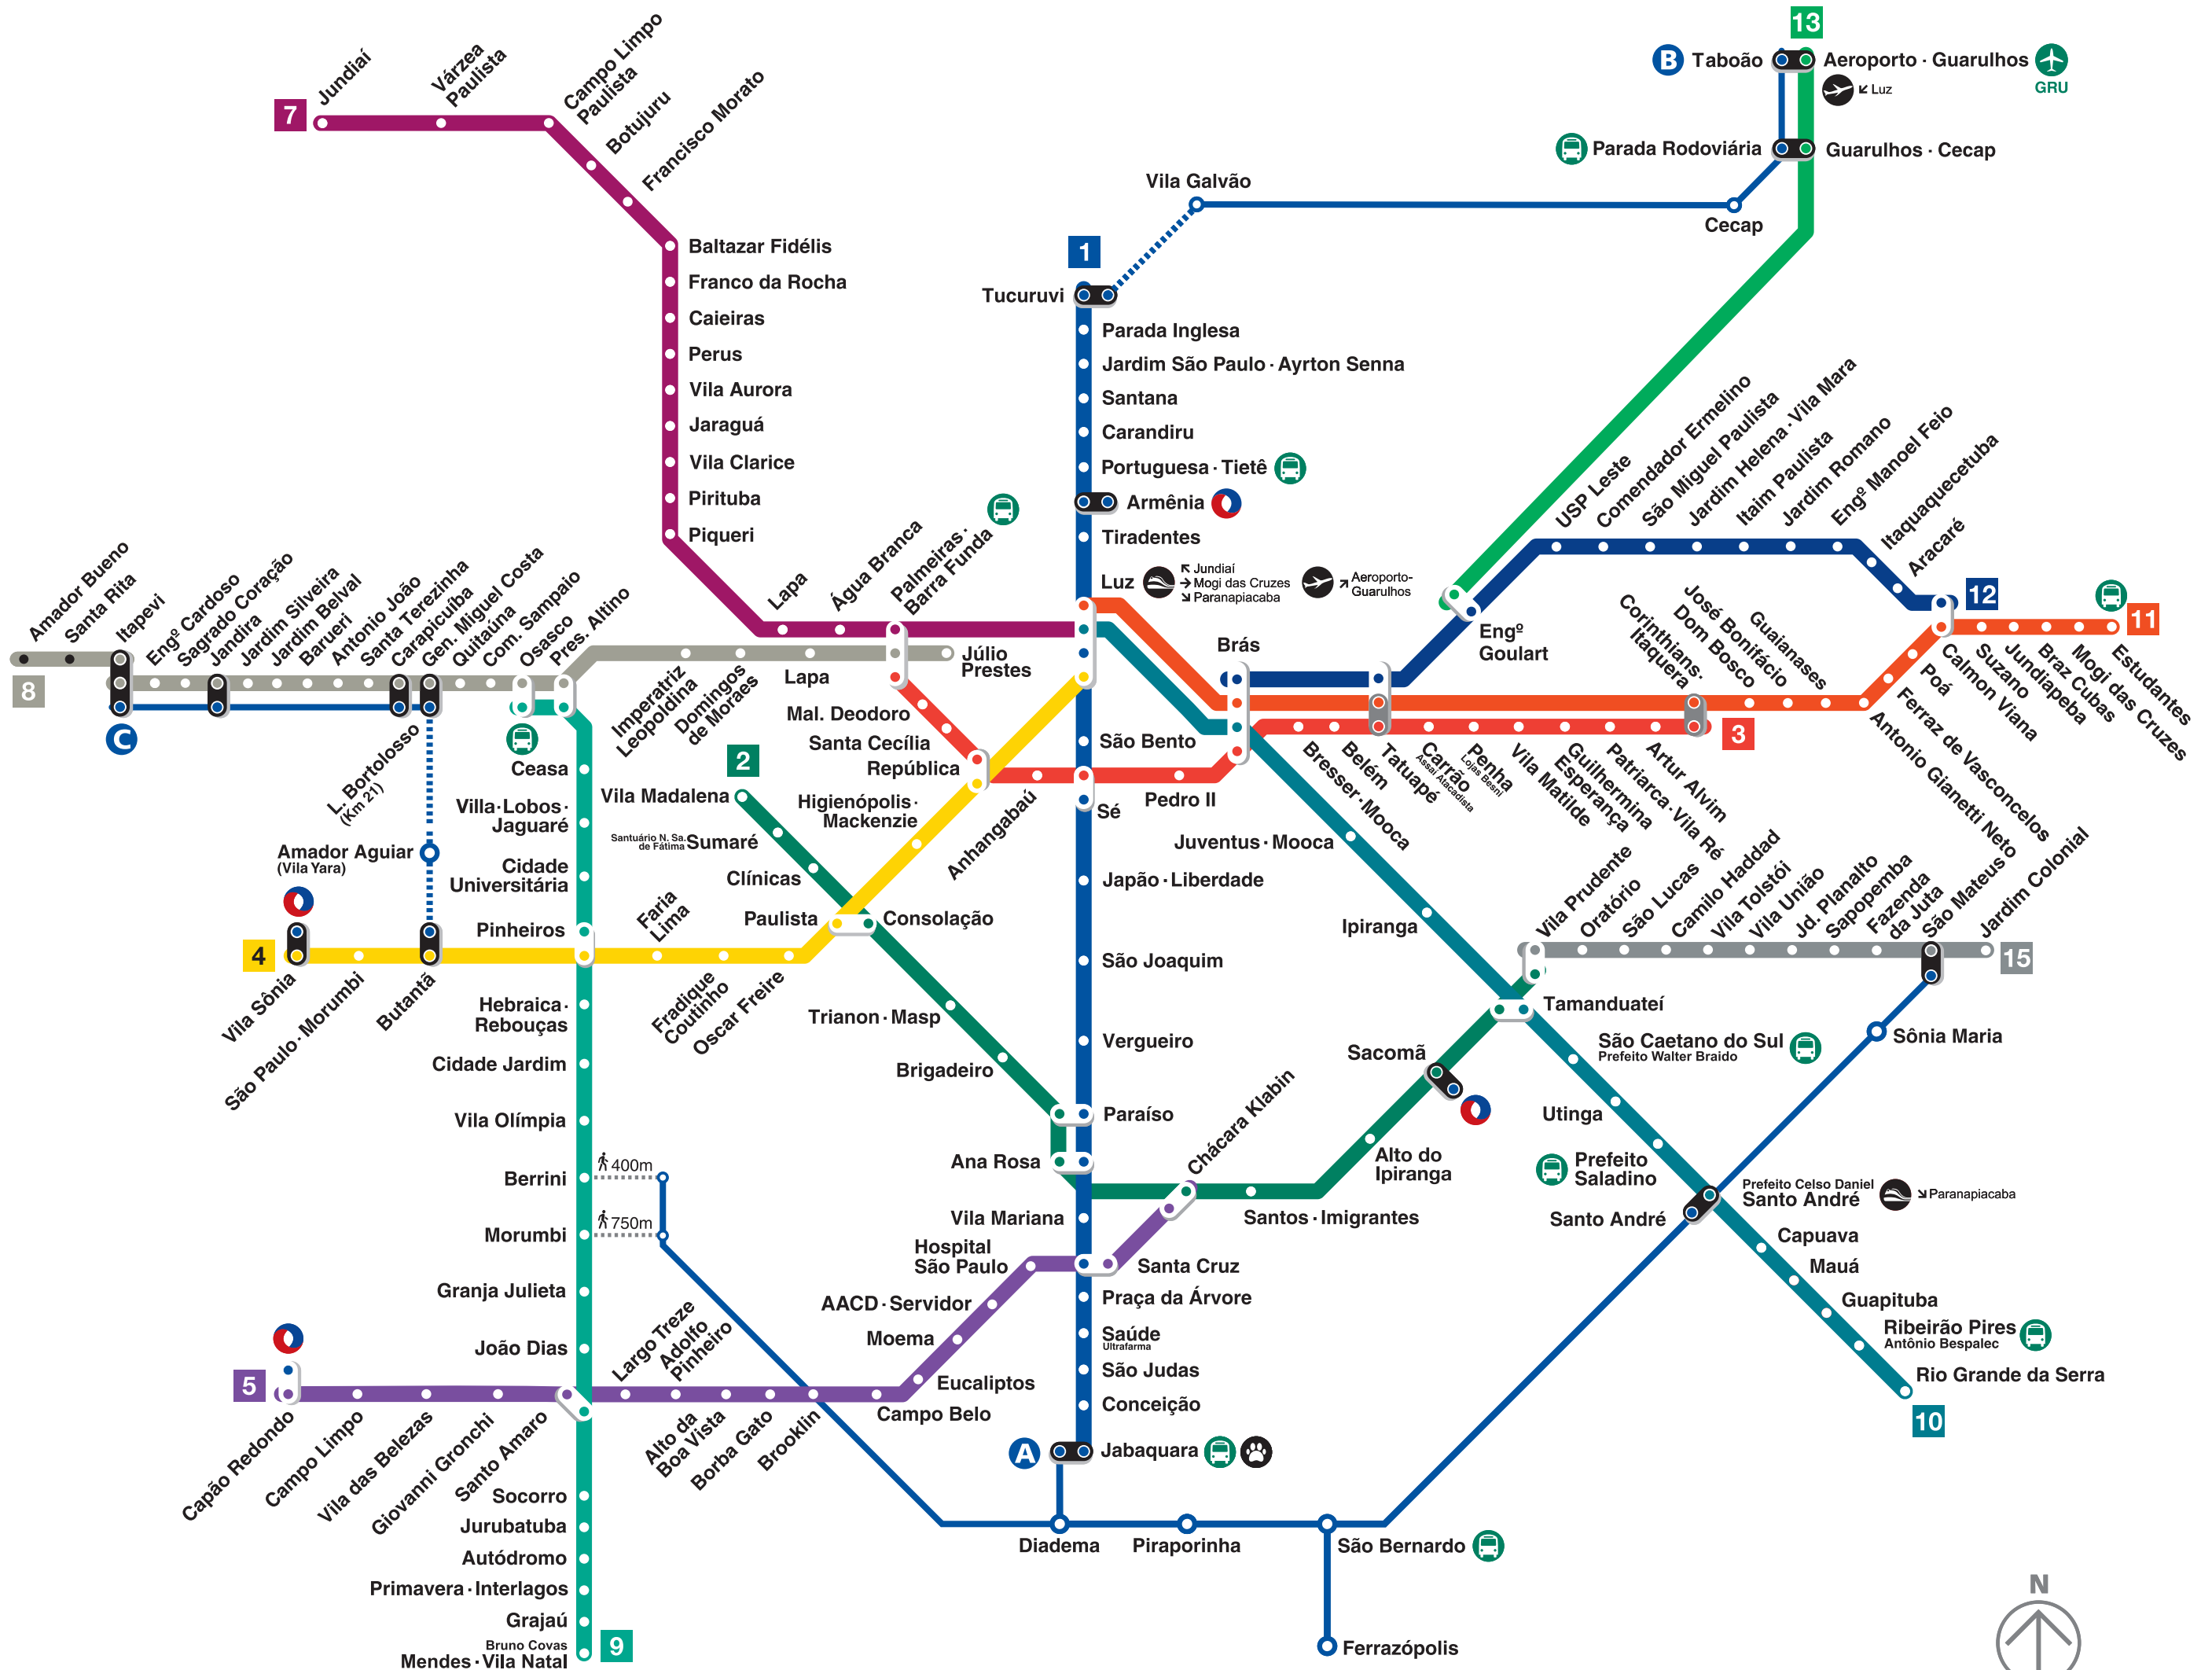 7
Jundiaí
Várzea
Paulista
Campo Limpo
Paulista
Botujuru
Francisco Morato
Baltazar Fidélis
Franco da Rocha
Caieiras
Perus
Vila Aurora
Jaraguá
Vila Clarice
Pirituba
Piqueri
Lapa
Água Branca
Palmeiras ·
Barra Funda
13
B
Taboão
Aeroporto · Guarulhos
GRU
↙ Luz
Parada Rodoviária
Guarulhos · Cecap
Vila Galvão
Cecap
1
Tucuruvi
Parada Inglesa
Jardim São Paulo · Ayrton Senna
Santana
Carandiru
Portuguesa · Tietê
Armênia
Tiradentes
Luz
↖ Jundiaí
→ Mogi das Cruzes
↘ Paranapiacaba
↗ Aeroporto-
Guarulhos
São Bento
Sé
Japão · Liberdade
São Joaquim
Vergueiro
Paraíso
Ana Rosa
Vila Mariana
Santa Cruz
Praça da Árvore
Saúde
Ultrafarma
São Judas
Conceição
A
Jabaquara
Brás
Engº
Goulart
USP Leste
Comendador Ermelino
São Miguel Paulista
Jardim Helena · Vila Mara
Itaim Paulista
Jardim Romano
Engº Manoel Feio
Itaquaquecetuba
Aracaré
12
11
Calmon Viana
Suzano
Jundiapeba
Braz Cubas
Mogi das Cruzes
Estudantes
Poá
Ferraz de Vasconcelos
Antonio Gianetti Neto
Guaianases
José Bonifácio
Dom Bosco
Corinthians ·
Itaquera
3
Bresser · Mooca
Belém
Tatuapé
Carrão
Assaí Atacadista
Penha
Lojas Besni
Vila Matilde
Guilhermina
Esperança
Patriarca · Vila Ré
Artur Alvim
Pedro II
Anhangabaú
República
Santa Cecília
Mal. Deodoro
8
Amador Bueno
Santa Rita
Itapevi
Engº Cardoso
Sagrado Coração
Jandira
Jardim Silveira
Jardim Belval
Barueri
Antonio João
Santa Terezinha
Carapicuíba
Gen. Miguel Costa
Quitaúna
Com. Sampaio
Osasco
Pres. Altino
Imperatriz
Leopoldina
Domingos
de Moraes
Lapa
Júlio
Prestes
C
L. Bortolosso
(Km 21)
Amador Aguiar
(Vila Yara)
4
Vila Sônia
São Paulo · Morumbi
Butantã
Pinheiros
Faria
Lima
Fradique
Coutinho
Oscar Freire
Paulista
Higienópolis ·
Mackenzie
2
Vila Madalena
Santuário N. Sa.
de Fátima
Sumaré
Clínicas
Consolação
Trianon · Masp
Brigadeiro
Chácara Klabin
Santos · Imigrantes
Alto do
Ipiranga
Sacomã
Tamanduateí
Juventus · Mooca
Ipiranga
São Caetano do Sul
Prefeito Walter Braido
Utinga
Prefeito
Saladino
Prefeito Celso Daniel
Santo André
↘ Paranapiacaba
Santo André
Capuava
Mauá
Guapituba
Ribeirão Pires
Antônio Bespalec
Rio Grande da Serra
10
Vila Prudente
Oratório
São Lucas
Camilo Haddad
Vila Tolstói
Vila União
Jd. Planalto
Sapopemba
Fazenda
da Juta
São Mateus
Jardim Colonial
15
Sônia Maria
Ceasa
Villa-Lobos ·
Jaguaré
Cidade
Universitária
Hebraica ·
Rebouças
Cidade Jardim
Vila Olímpia
Berrini
400m
Morumbi
750m
Granja Julieta
João Dias
Santo Amaro
Socorro
Jurubatuba
Autódromo
Primavera · Interlagos
Grajaú
Bruno Covas
Mendes · Vila Natal
9
5
Capão Redondo
Campo Limpo
Vila das Belezas
Giovanni Gronchi
Largo Treze
Adolfo
Pinheiro
Alto da
Boa Vista
Borba Gato
Brooklin
Campo Belo
Eucaliptos
Moema
AACD · Servidor
Hospital
São Paulo
Diadema
Piraporinha
São Bernardo
Ferrazópolis
N